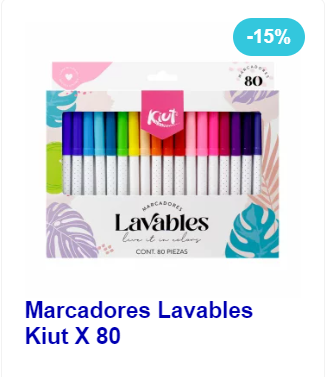 -15%
MARCADORES
80
Kiut
MARCADORES
Lavables
live it in colors
CONT. 80 PIEZAS
Marcadores Lavables
Kiut X 80